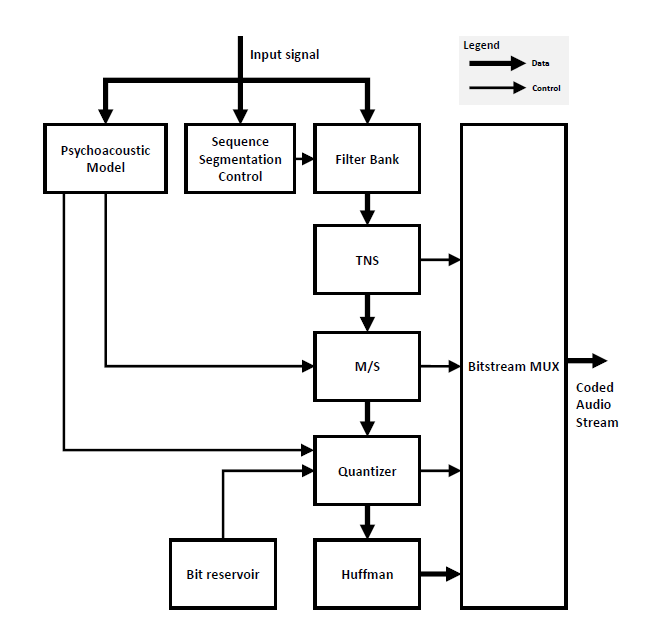 Input signal
Legend
Data
Control
Psychoacoustic
Model
Sequence
Segmentation
Control
Filter Bank
TNS
M/S
Bitstream MUX
Coded
Audio
Stream
Quantizer
Bit reservoir
Huffman